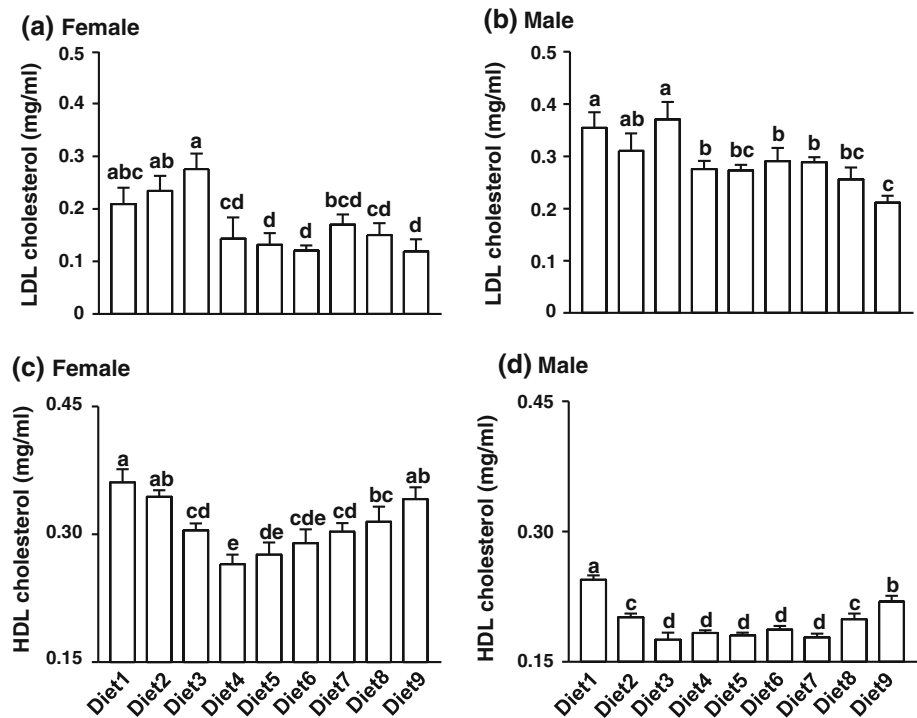 (a) Female
LDL cholesterol (mg/ml)
0.5
0.4
0.3
0.2
0.1
0
abc
ab
a
cd
d
d
bcd
cd
d
(b) Male
LDL cholesterol (mg/ml)
0.5
0.4
0.3
0.2
0.1
0
a
ab
a
b
bc
b
b
bc
c
(c) Female
HDL cholesterol (mg/ml)
0.45
0.30
0.15
a
ab
cd
e
de
cde
cd
bc
ab
Diet1
Diet2
Diet3
Diet4
Diet5
Diet6
Diet7
Diet8
Diet9
(d) Male
HDL cholesterol (mg/ml)
0.45
0.30
0.15
a
c
d
d
d
d
d
c
b
Diet1
Diet2
Diet3
Diet4
Diet5
Diet6
Diet7
Diet8
Diet9